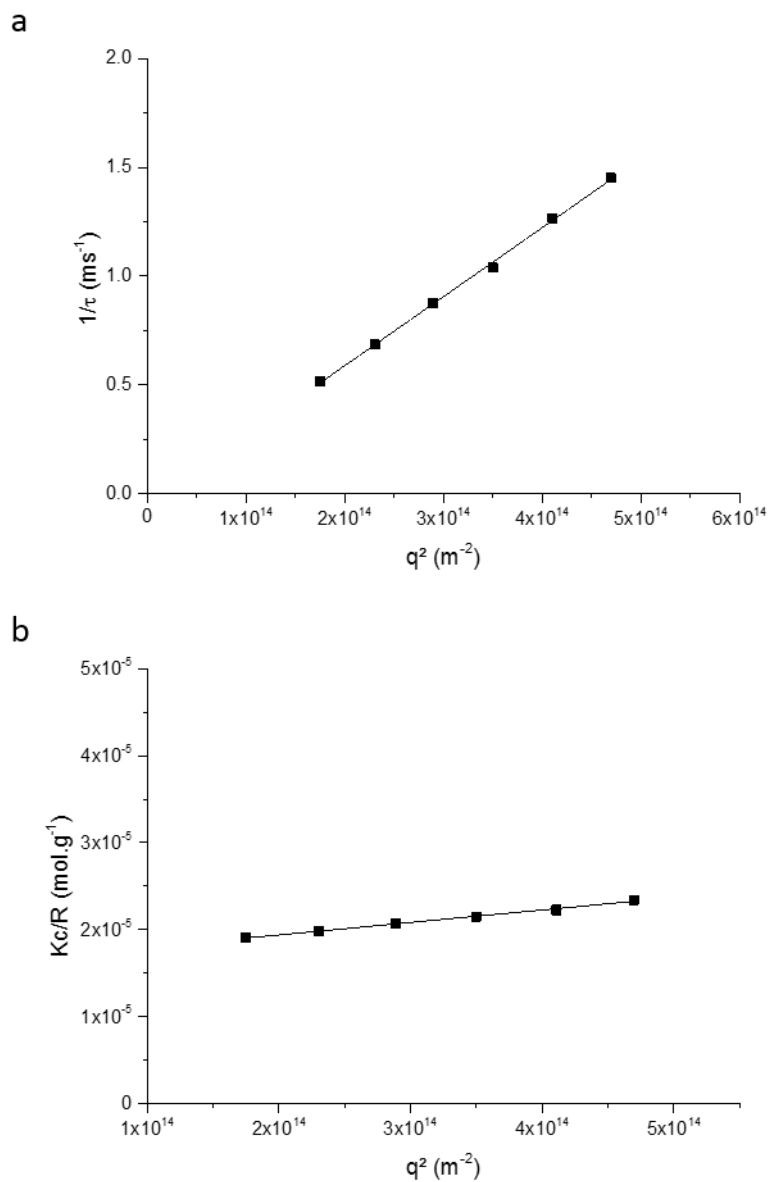 a
2.0
1.5
1.0
0.5
0.0
1/τ (ms⁻¹)
0 1x10¹⁴ 2x10¹⁴ 3x10¹⁴ 4x10¹⁴ 5x10¹⁴ 6x10¹⁴
q² (m⁻²)
b
5x10⁻⁵
4x10⁻⁵
3x10⁻⁵
2x10⁻⁵
1x10⁻⁵
0
Kc/R (mol.g⁻¹)
1x10¹⁴ 2x10¹⁴ 3x10¹⁴ 4x10¹⁴ 5x10¹⁴
q² (m⁻²)